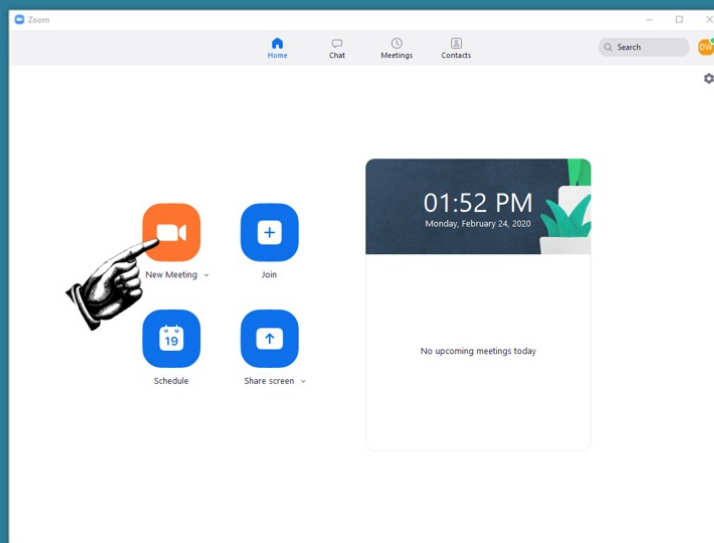 Zoom
Home
Chat
Meetings
Contacts
Search
DW
01:52 PM
Monday, February 24, 2020
New Meeting
Join
19
Schedule
Share screen
No upcoming meetings today